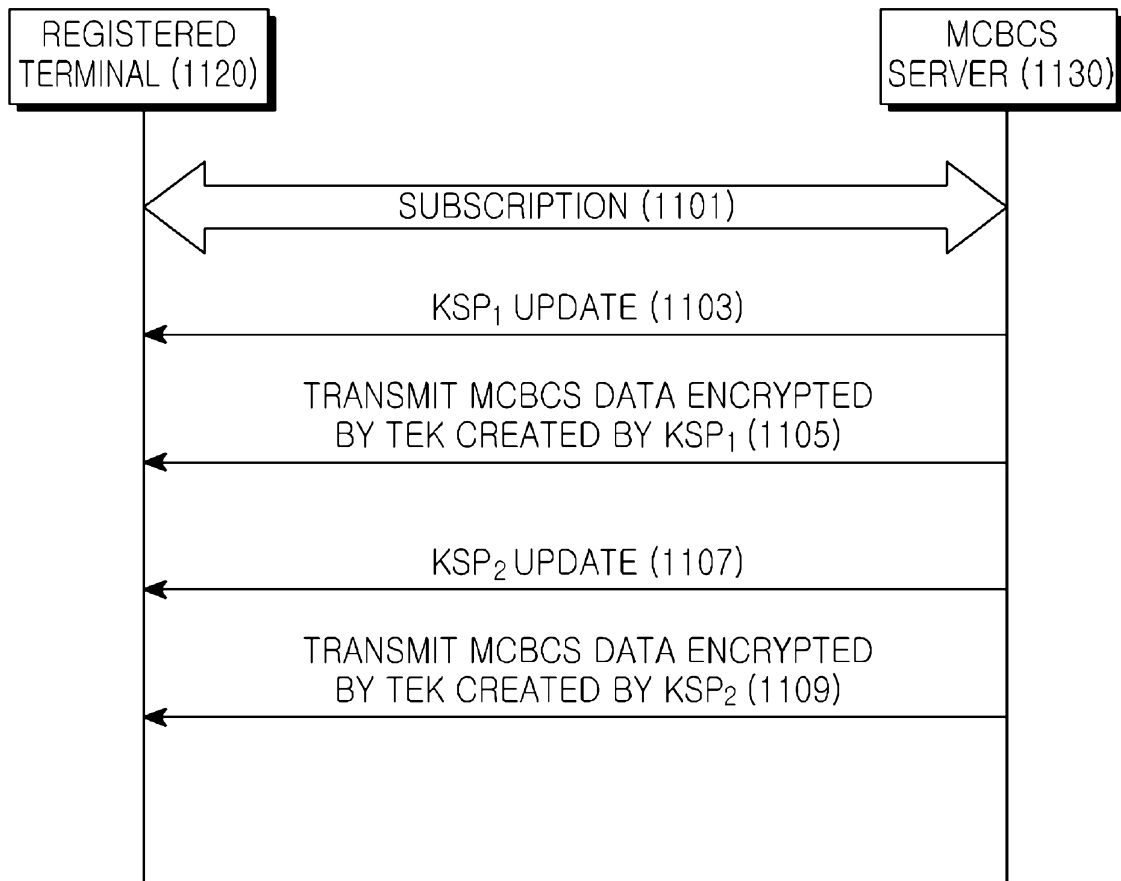 REGISTERED
TERMINAL (1120)
MCBCS
SERVER (1130)
SUBSCRIPTION (1101)
KSP₁ UPDATE (1103)
TRANSMIT MCBCS DATA ENCRYPTED
BY TEK CREATED BY KSP₁ (1105)
KSP₂ UPDATE (1107)
TRANSMIT MCBCS DATA ENCRYPTED
BY TEK CREATED BY KSP₂ (1109)